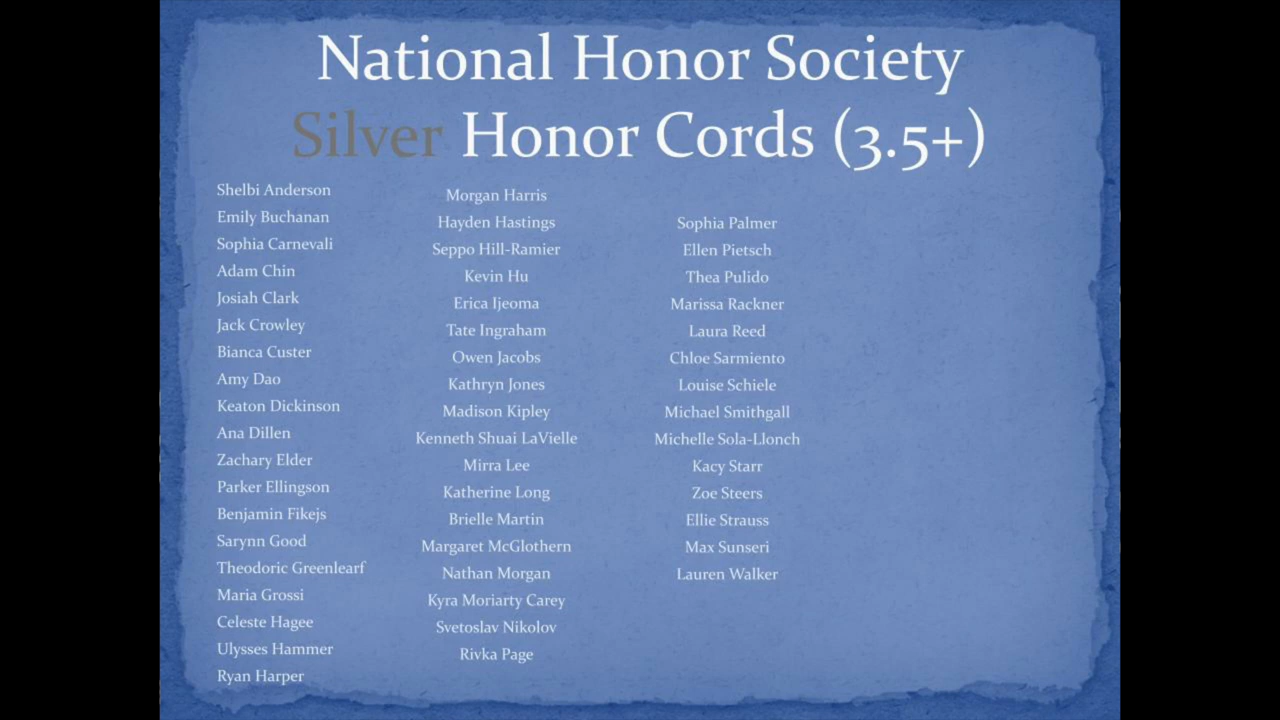 National Honor Society
Silver Honor Cords (3.5+)
Shelbi Anderson
Emily Buchanan
Sophia Carnevali
Adam Chin
Josiah Clark
Jack Crowley
Bianca Custer
Amy Dao
Keaton Dickinson
Ana Dillen
Zachary Elder
Parker Ellingson
Benjamin Fikejs
Sarynn Good
Theodoric Greenlearf
Maria Grossi
Celeste Hagee
Ulysses Hammer
Ryan Harper
Morgan Harris
Hayden Hastings
Seppo Hill-Ramier
Kevin Hu
Erica Ijeoma
Tate Ingraham
Owen Jacobs
Kathryn Jones
Madison Kipley
Kenneth Shuai LaVielle
Mirra Lee
Katherine Long
Brielle Martin
Margaret McGlothern
Nathan Morgan
Kyra Moriarty Carey
Svetoslav Nikolov
Rivka Page
Sophia Palmer
Ellen Pietsch
Thea Pulido
Marissa Rackner
Laura Reed
Chloe Sarmiento
Louise Schiele
Michael Smithgall
Michelle Sola-Llonch
Kacy Starr
Zoe Steers
Ellie Strauss
Max Sunseri
Lauren Walker